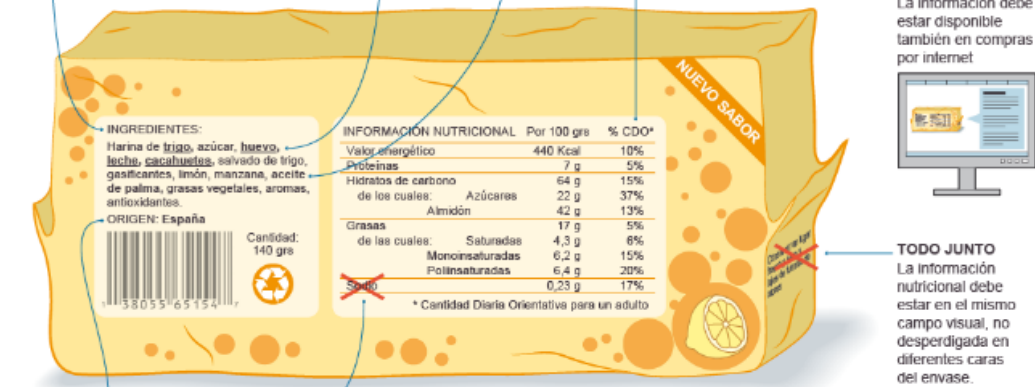 La información debe
estar disponible
también en compras
por internet
NUEVO SABOR
INGREDIENTES:
Harina de trigo, azúcar, huevo,
leche, cacahuetes, salvado de trigo,
gasificantes, limón, manzana, aceite
de palma, grasas vegetales, aromas,
antioxidantes.
ORIGEN: España
Cantidad:
140 grs
38055 65154 7
INFORMACIÓN NUTRICIONAL Por 100 grs % CDO*
Valor energético 440 Kcal 10%
Proteínas 7 g 5%
Hidratos de carbono 64 g 15%
de los cuales: Azúcares 22 g 37%
Almidón 42 g 13%
Grasas 17 g 5%
de las cuales: Saturadas 4,3 g 6%
Monoinsaturadas 6,2 g 15%
Poliinsaturadas 6,4 g 20%
Sodio 0,23 g 17%
* Cantidad Diaria Orientativa para un adulto
TODO JUNTO
La información
nutricional debe
estar en el mismo
campo visual, no
desperdigada en
diferentes caras
del envase.